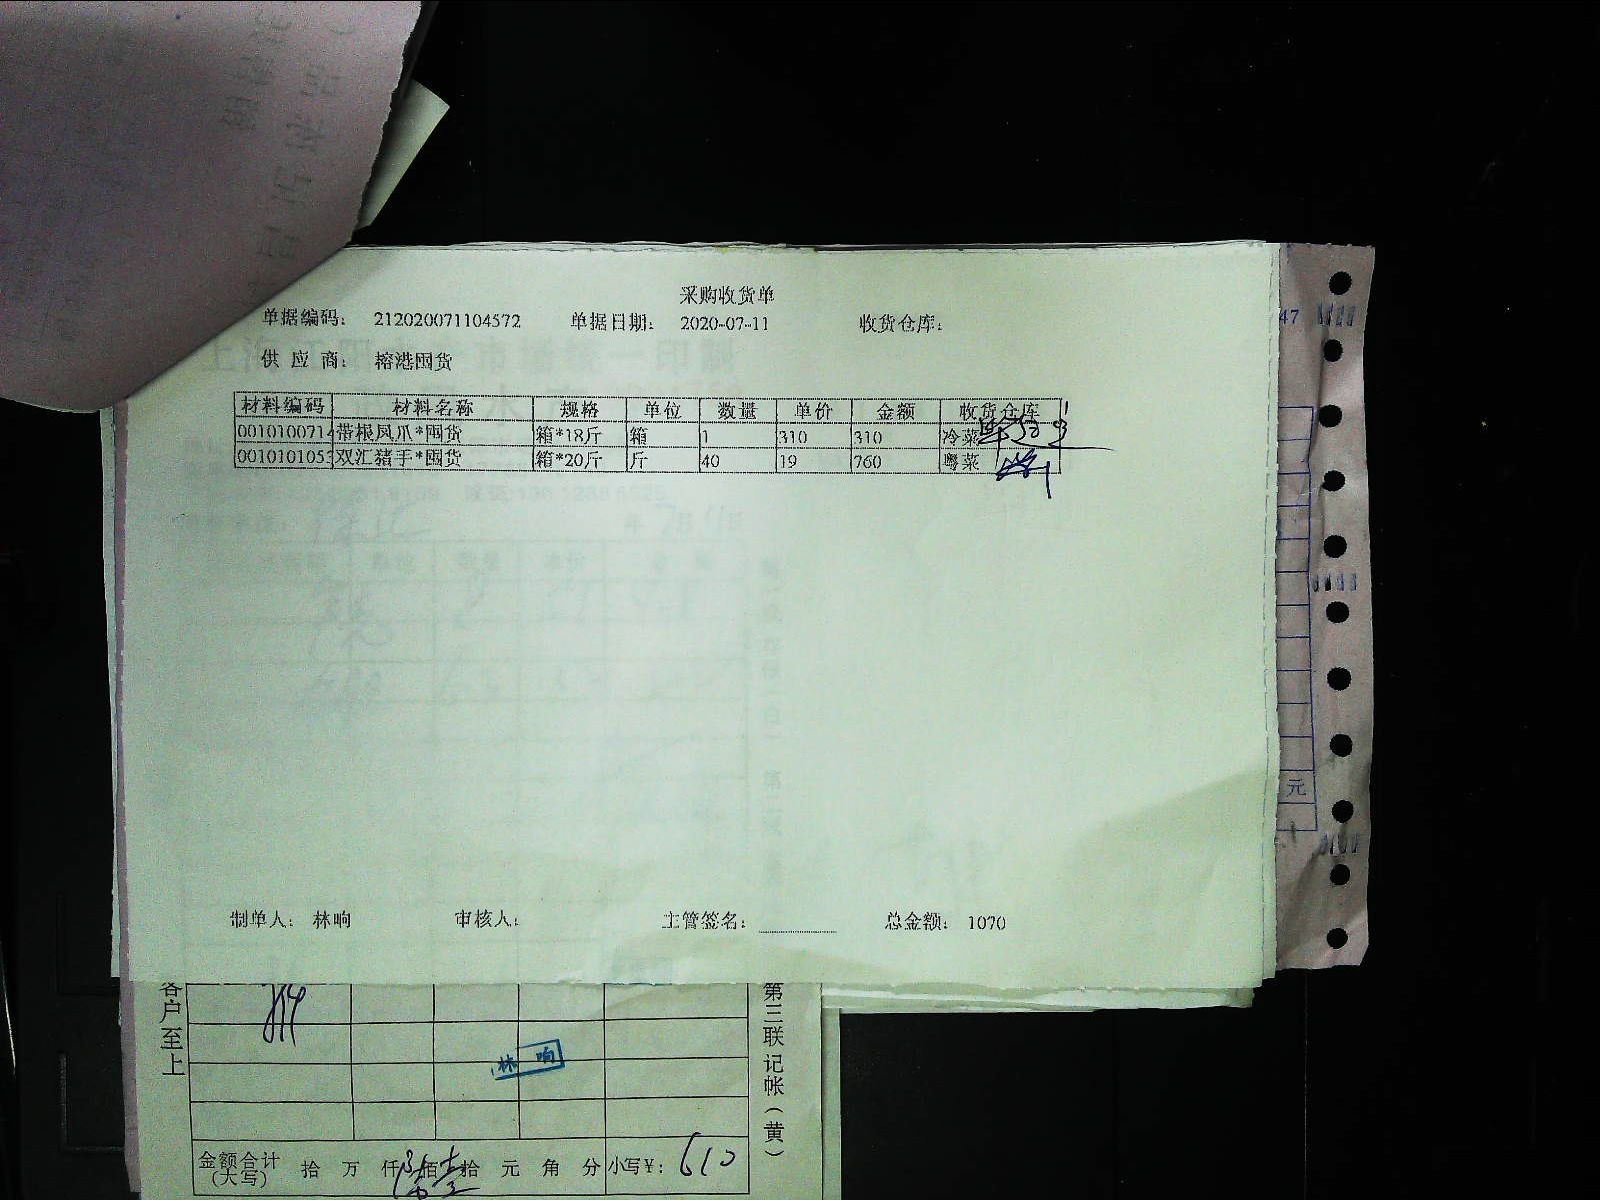 采购收货单
单据编码: 212020071104572 单据日期: 2020-07-11 收货仓库:
供应商: 榕港囤货
材料编码 材料名称 规格 单位 数量 单价 金额 收货仓库
0010100714 带根凤爪*囤货 箱*18斤 箱 1 310 310 冷菜
0010101053 双汇猪手*囤货 箱*20斤 斤 40 19 760 粤菜
制单人: 林响 审核人: 主管签名: 总金额: 1070
47
元
客户至上
第三联 记帐(黄)
林响
金额合计(大写) 拾 万 仟 佰 拾 元 角 分 小写¥: 610